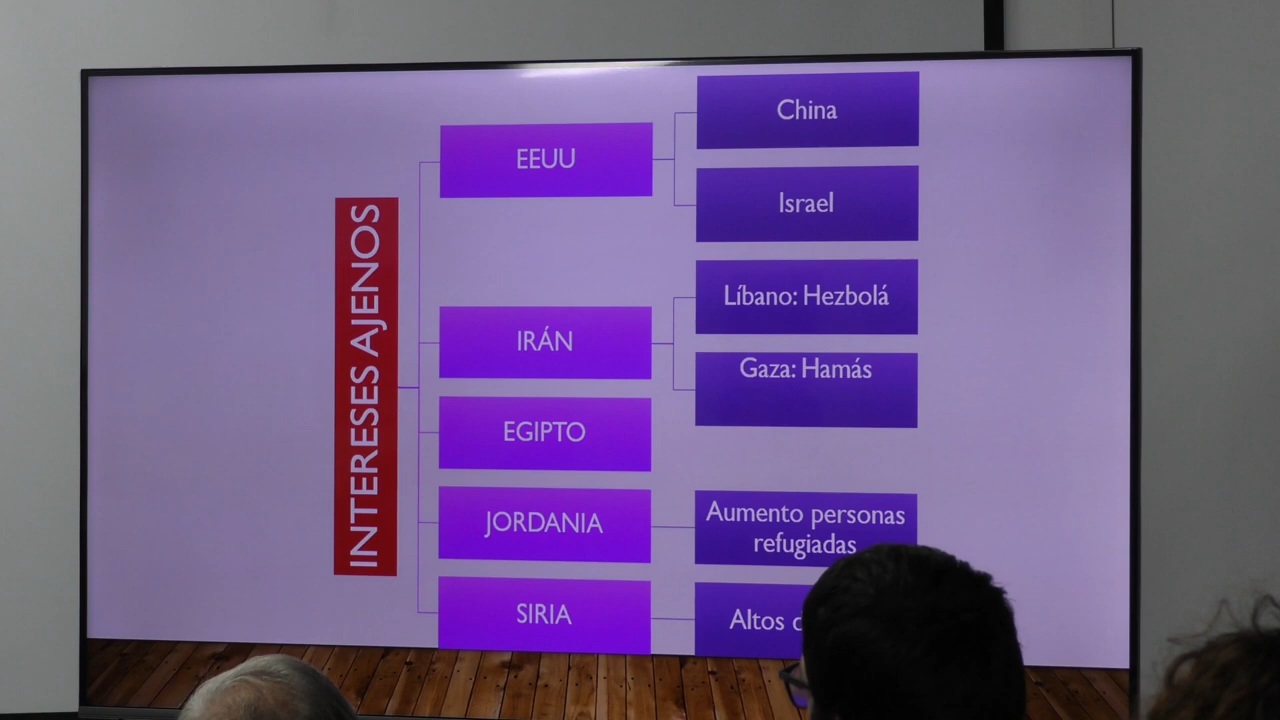 INTERESES AJENOS
EEUU
China
Israel
IRÁN
Líbano: Hezbolá
Gaza: Hamás
EGIPTO
JORDANIA
Aumento personas
refugiadas
SIRIA
Altos